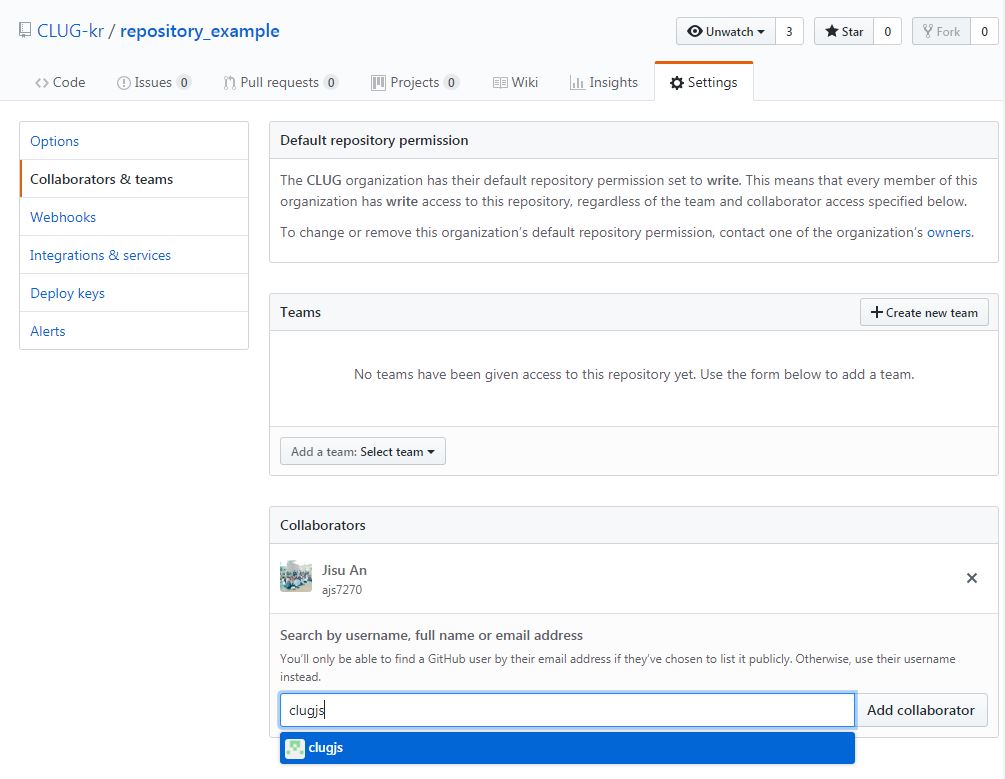 CLUG-kr / repository_example
Unwatch 3 Star 0 Fork 0
Code Issues 0 Pull requests 0 Projects 0 Wiki Insights Settings
Options
Collaborators & teams
Webhooks
Integrations & services
Deploy keys
Alerts
Default repository permission
The CLUG organization has their default repository permission set to write. This means that every member of this
organization has write access to this repository, regardless of the team and collaborator access specified below.
To change or remove this organization's default repository permission, contact one of the organization's owners.
Teams
Create new team
No teams have been given access to this repository yet. Use the form below to add a team.
Add a team: Select team
Collaborators
Jisu An
ajs7270
Search by username, full name or email address
You'll only be able to find a GitHub user by their email address if they've chosen to list it publicly. Otherwise, use their username
instead.
clugjs
Add collaborator
clugjs